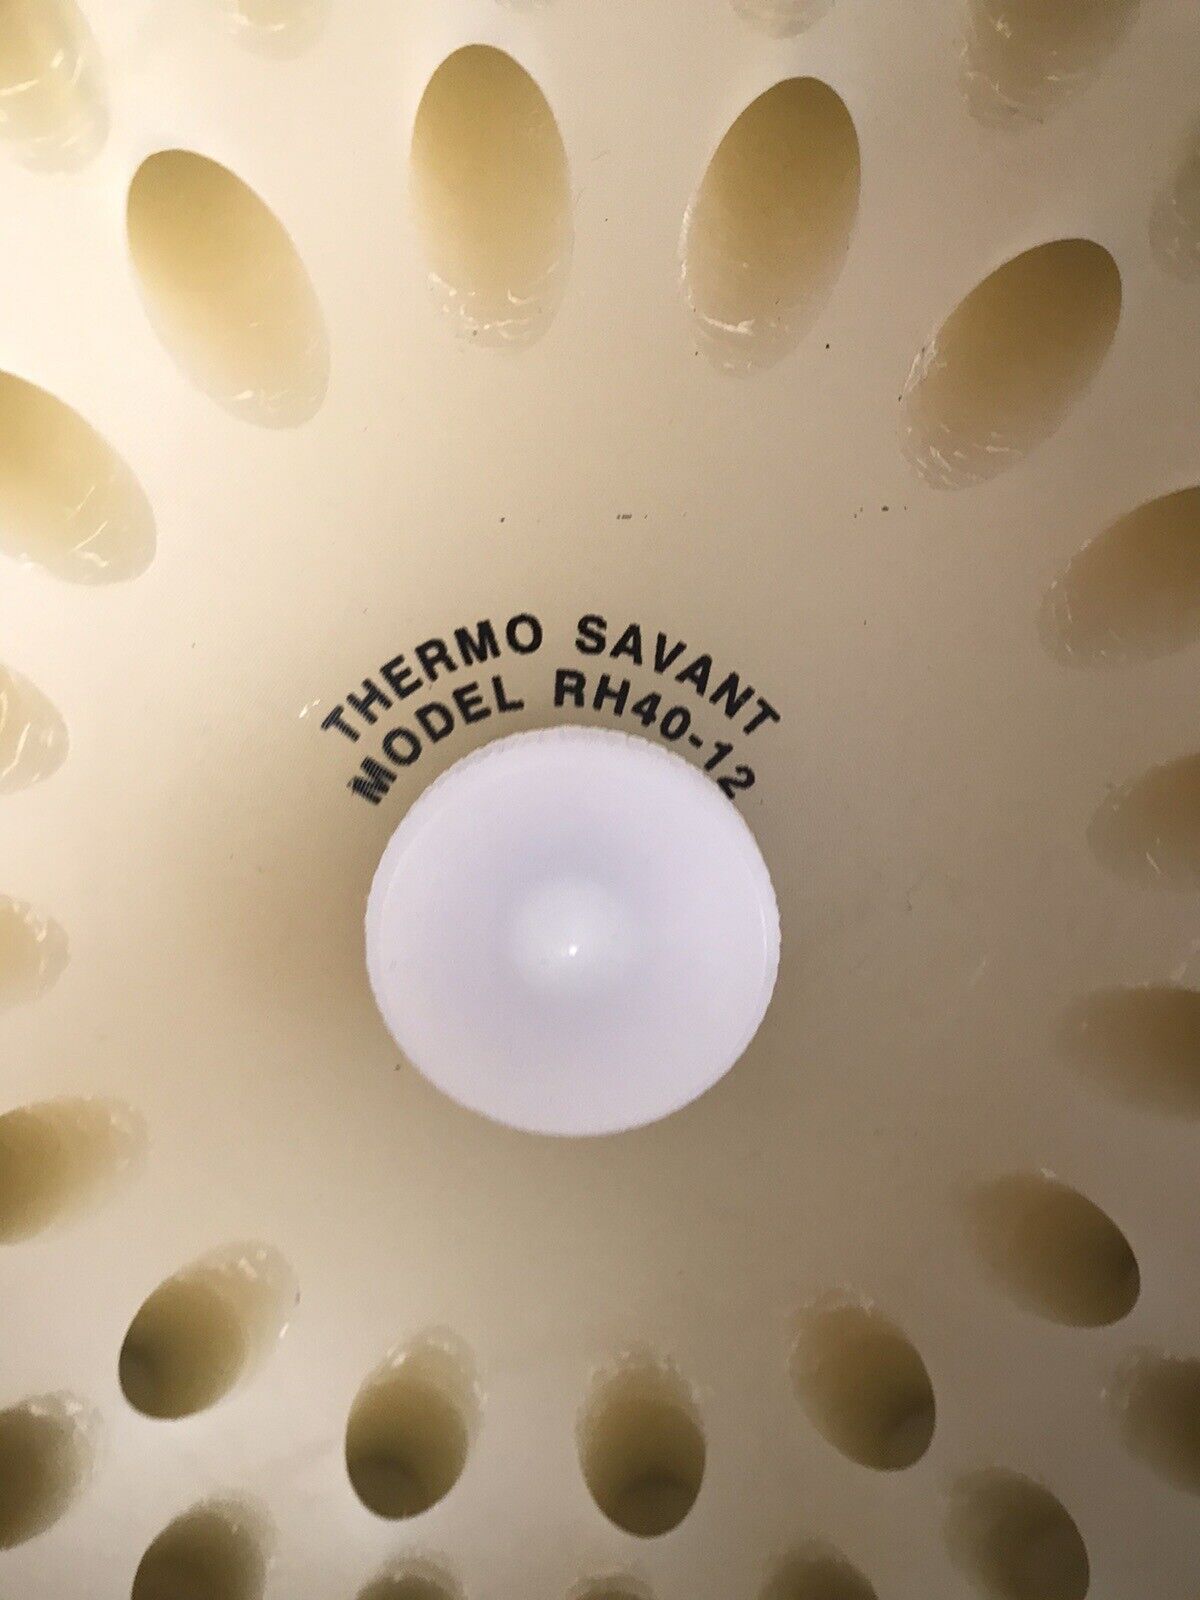 THERMO SAVANT
MODEL RH40-12